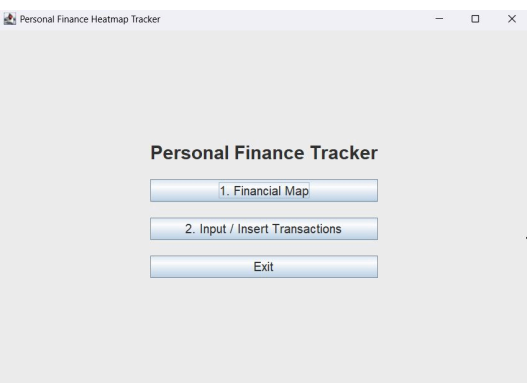 Personal Finance Heatmap Tracker
Personal Finance Tracker
1. Financial Map
2. Input / Insert Transactions
Exit